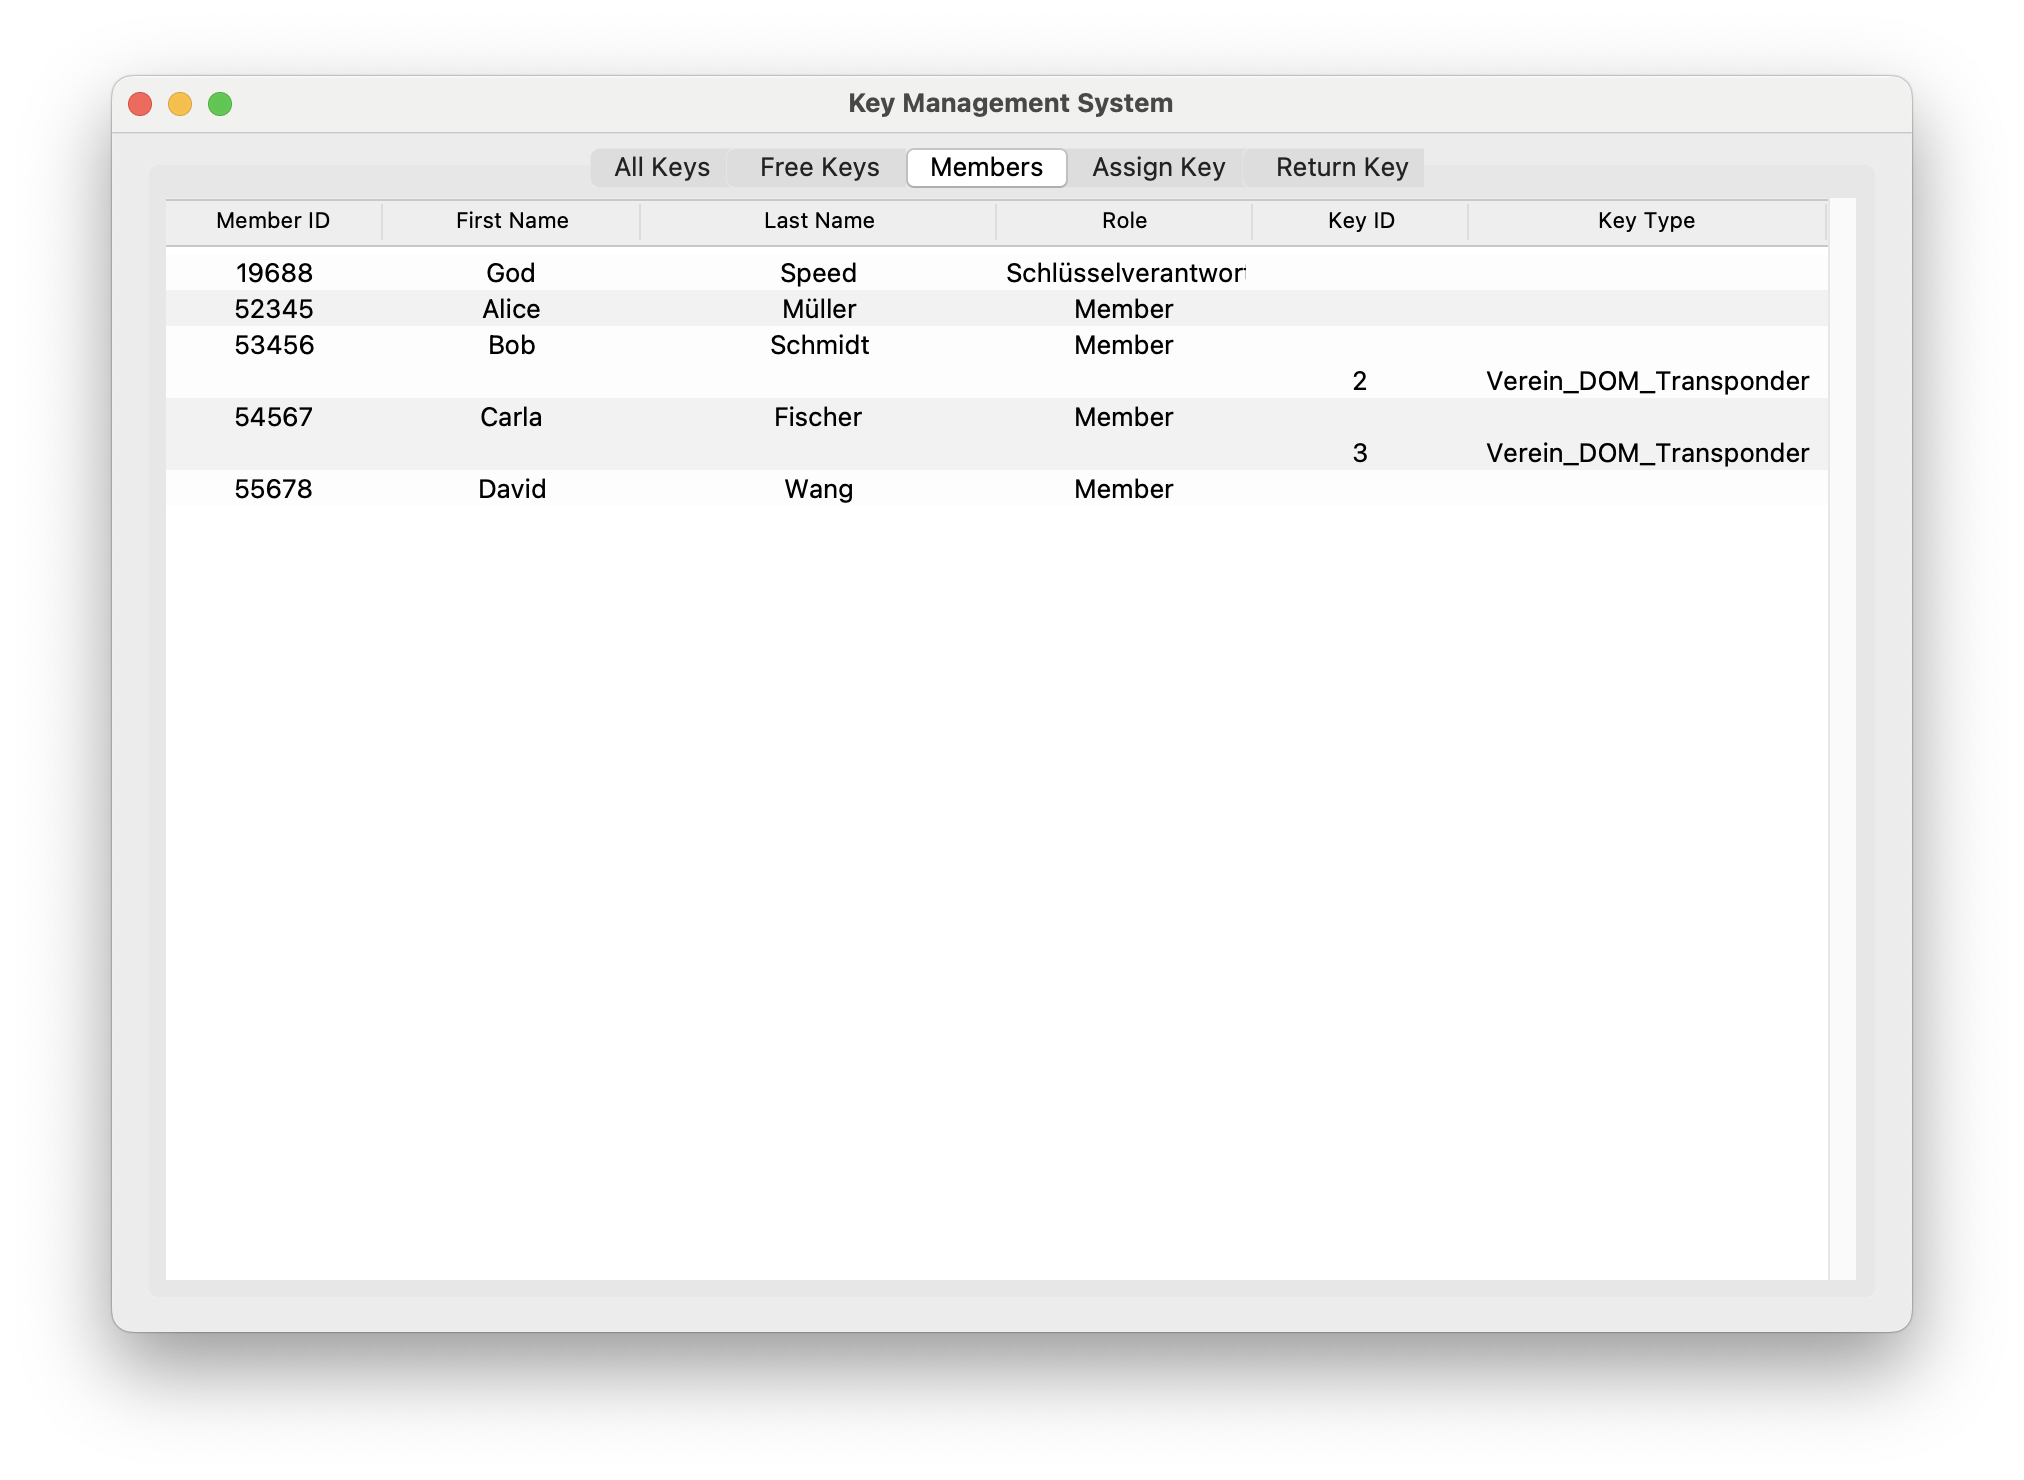 Key Management System
All Keys Free Keys Members Assign Key Return Key
Member ID First Name Last Name Role Key ID Key Type
19688 God Speed Schlüsselverantwort
52345 Alice Müller Member
53456 Bob Schmidt Member
2 Verein_DOM_Transponder
54567 Carla Fischer Member
3 Verein_DOM_Transponder
55678 David Wang Member